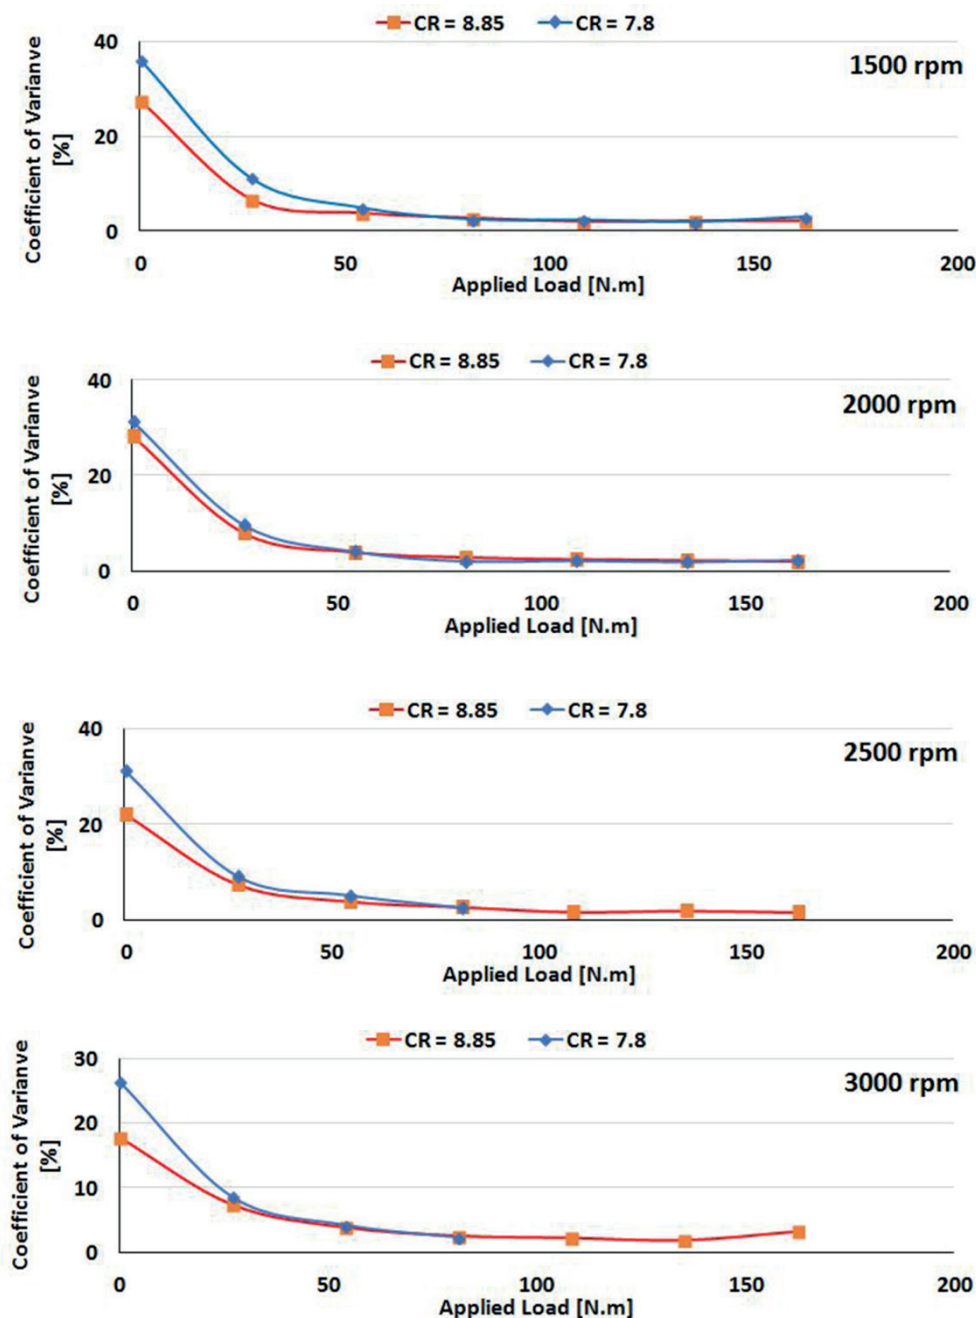 CR = 8.85 CR = 7.8
1500 rpm
Coefficient of Varianve
[%]
40
20
0
0 50 100 150 200
Applied Load [N.m]
CR = 8.85 CR = 7.8
2000 rpm
Coefficient of Varianve
[%]
40
20
0
0 50 100 150 200
Applied Load [N.m]
CR = 8.85 CR = 7.8
2500 rpm
Coefficient of Varianve
[%]
40
20
0
0 50 100 150 200
Applied Load [N.m]
CR = 8.85 CR = 7.8
3000 rpm
Coefficient of Varianve
[%]
30
20
10
0
0 50 100 150 200
Applied Load [N.m]